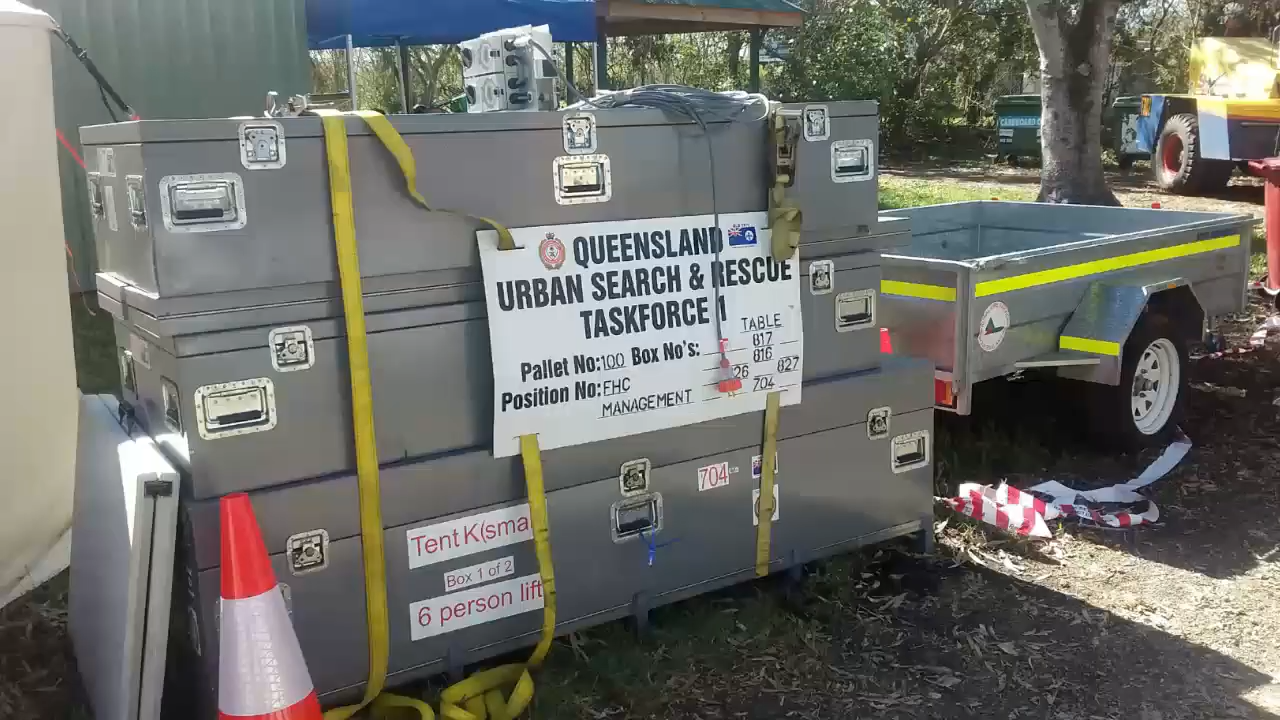 QUEENSLAND
URBAN SEARCH & RESCUE
TASKFORCE 1
TABLE
817
Pallet No: 100 Box No's: 816
26 827
Position No: FHC 704
MANAGEMENT
704
Tent K(sma
Box 1 of 2
6 person lift